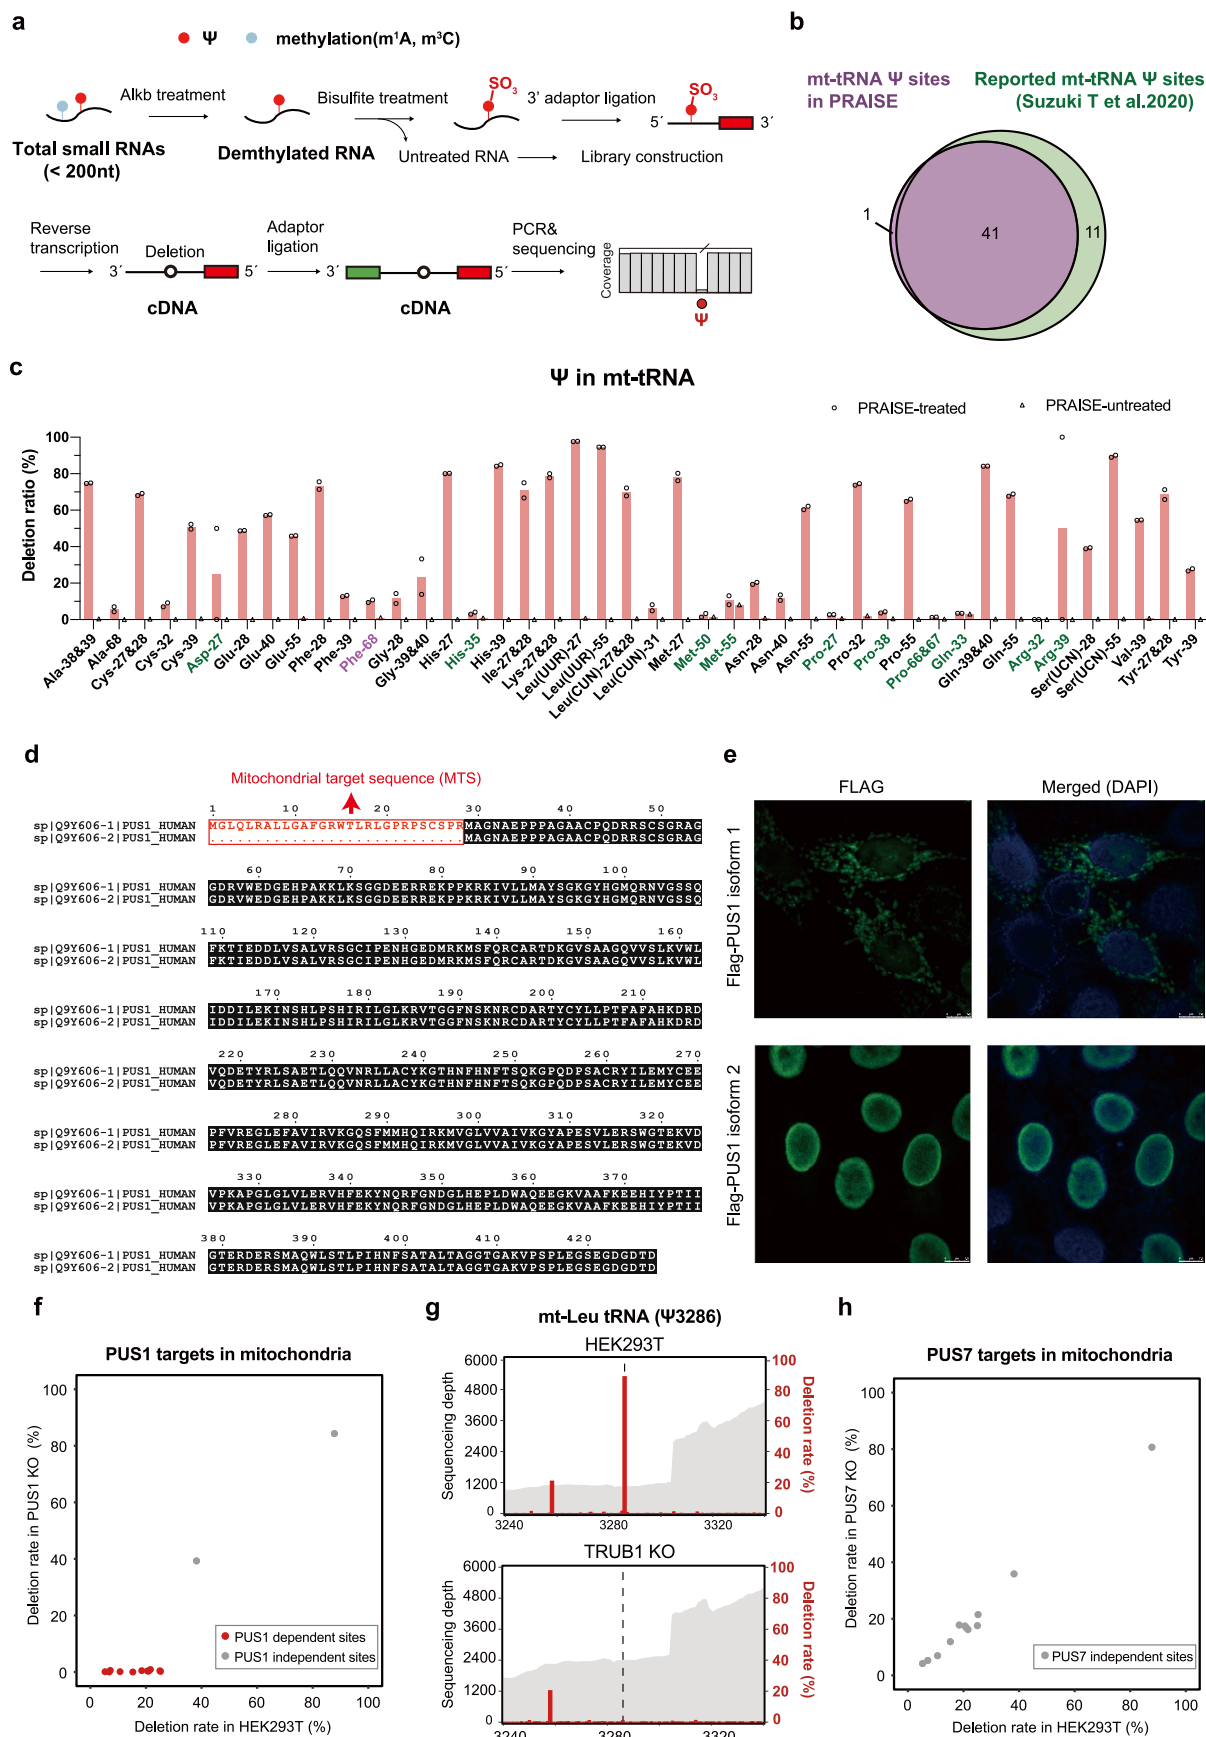 a
Ψ
methylation(m¹A, m³C)
Alkb treatment
Bisulfite treatment
SO₃
3′ adaptor ligation
SO₃
5′
3′
Total small RNAs
(< 200nt)
Demthylated RNA
Untreated RNA
Library construction
Reverse
transcription
Deletion
3′
5′
cDNA
Adaptor
ligation
3′
5′
cDNA
PCR&
sequencing
Coverage
Ψ
b
mt-tRNA Ψ sites
in PRAISE
Reported mt-tRNA Ψ sites
(Suzuki T et al.2020)
1
41
11
c
Ψ in mt-tRNA
PRAISE-treated
PRAISE-untreated
Deletion ratio (%)
100
80
60
40
20
0
Ala-38&39
Ala-68
Cys-27&28
Cys-32
Cys-39
Asp-27
Glu-28
Glu-40
Glu-55
Phe-28
Phe-39
Phe-68
Gly-28
Gly-39&40
His-27
His-35
His-39
Ile-27&28
Lys-27&28
Leu(UUR)-27
Leu(UUR)-55
Leu(CUN)-27&28
Leu(CUN)-31
Met-27
Met-50
Met-55
Asn-28
Asn-40
Asn-55
Pro-27
Pro-32
Pro-38
Pro-55
Pro-66&67
Gln-33
Gln-39&40
Gln-55
Arg-32
Arg-39
Ser(UCN)-28
Ser(UCN)-55
Val-39
Tyr-27&28
Tyr-39
d
Mitochondrial target sequence (MTS)
1 10 20 30 40 50
sp|Q9Y606-1|PUS1_HUMAN MGLQLRALLGAFGRWTLRLGPRPSCSPRMAGNAEPPPAGAACPQDRRSCSGRAG
sp|Q9Y606-2|PUS1_HUMAN ............................MAGNAEPPPAGAACPQDRRSCSGRAG
60 70 80 90 100
sp|Q9Y606-1|PUS1_HUMAN GDRVWEDGEHPAKKLKSGGDEERREKPPKRKIVLLMAYSGKGYHGMQRNVGSSQ
sp|Q9Y606-2|PUS1_HUMAN GDRVWEDGEHPAKKLKSGGDEERREKPPKRKIVLLMAYSGKGYHGMQRNVGSSQ
110 120 130 140 150 160
sp|Q9Y606-1|PUS1_HUMAN FKTIEDDLVSALVRSGCIPENHGEDMRKMSFQRCARTDKGVSAAGQVVSLKVWL
sp|Q9Y606-2|PUS1_HUMAN FKTIEDDLVSALVRSGCIPENHGEDMRKMSFQRCARTDKGVSAAGQVVSLKVWL
170 180 190 200 210
sp|Q9Y606-1|PUS1_HUMAN IDDILEKINSHLPSHIRILGLKRVTGGFNSKNRCDARTYCYLLPTFAFAHKDRD
sp|Q9Y606-2|PUS1_HUMAN IDDILEKINSHLPSHIRILGLKRVTGGFNSKNRCDARTYCYLLPTFAFAHKDRD
220 230 240 250 260 270
sp|Q9Y606-1|PUS1_HUMAN VQDETYRLSAETLQQVNRLLACYKGTHNFHNFTSQKGPQDPSACRYILEMYCEE
sp|Q9Y606-2|PUS1_HUMAN VQDETYRLSAETLQQVNRLLACYKGTHNFHNFTSQKGPQDPSACRYILEMYCEE
280 290 300 310 320
sp|Q9Y606-1|PUS1_HUMAN PFVREGLEFAVIRVKGQSFMMHQIRKMVGLVVAIVKGYAPESVLERSWGTEKVD
sp|Q9Y606-2|PUS1_HUMAN PFVREGLEFAVIRVKGQSFMMHQIRKMVGLVVAIVKGYAPESVLERSWGTEKVD
330 340 350 360 370
sp|Q9Y606-1|PUS1_HUMAN VPKAPGLGLVLERVHFEKYNQRFGNDGLHEPLDWAQEEGKVAAFKEEHIYPTII
sp|Q9Y606-2|PUS1_HUMAN VPKAPGLGLVLERVHFEKYNQRFGNDGLHEPLDWAQEEGKVAAFKEEHIYPTII
380 390 400 410 420
sp|Q9Y606-1|PUS1_HUMAN GTERDERSMAQWLSTLPIHNFSATALTAGGTGAKVPSPLEGSEGDGDTD
sp|Q9Y606-2|PUS1_HUMAN GTERDERSMAQWLSTLPIHNFSATALTAGGTGAKVPSPLEGSEGDGDTD
e
FLAG
Merged (DAPI)
Flag-PUS1 isoform 1
Flag-PUS1 isoform 2
f
PUS1 targets in mitochondria
Deletion rate in PUS1 KO (%)
100
80
60
40
20
0
PUS1 dependent sites
PUS1 independent sites
0 20 40 60 80 100
Deletion rate in HEK293T (%)
g
mt-Leu tRNA (Ψ3286)
HEK293T
Sequenceing depth
6000
4800
3600
2400
1200
0
100
80
60
40
20
0
Deletion rate (%)
3240 3280 3320
TRUB1 KO
Sequenceing depth
6000
4800
3600
2400
1200
0
100
80
60
40
20
0
Deletion rate (%)
3240 3280 3320
h
PUS7 targets in mitochondria
Deletion rate in PUS7 KO (%)
100
80
60
40
20
0
PUS7 independent sites
0 20 40 60 80 100
Deletion rate in HEK293T (%)